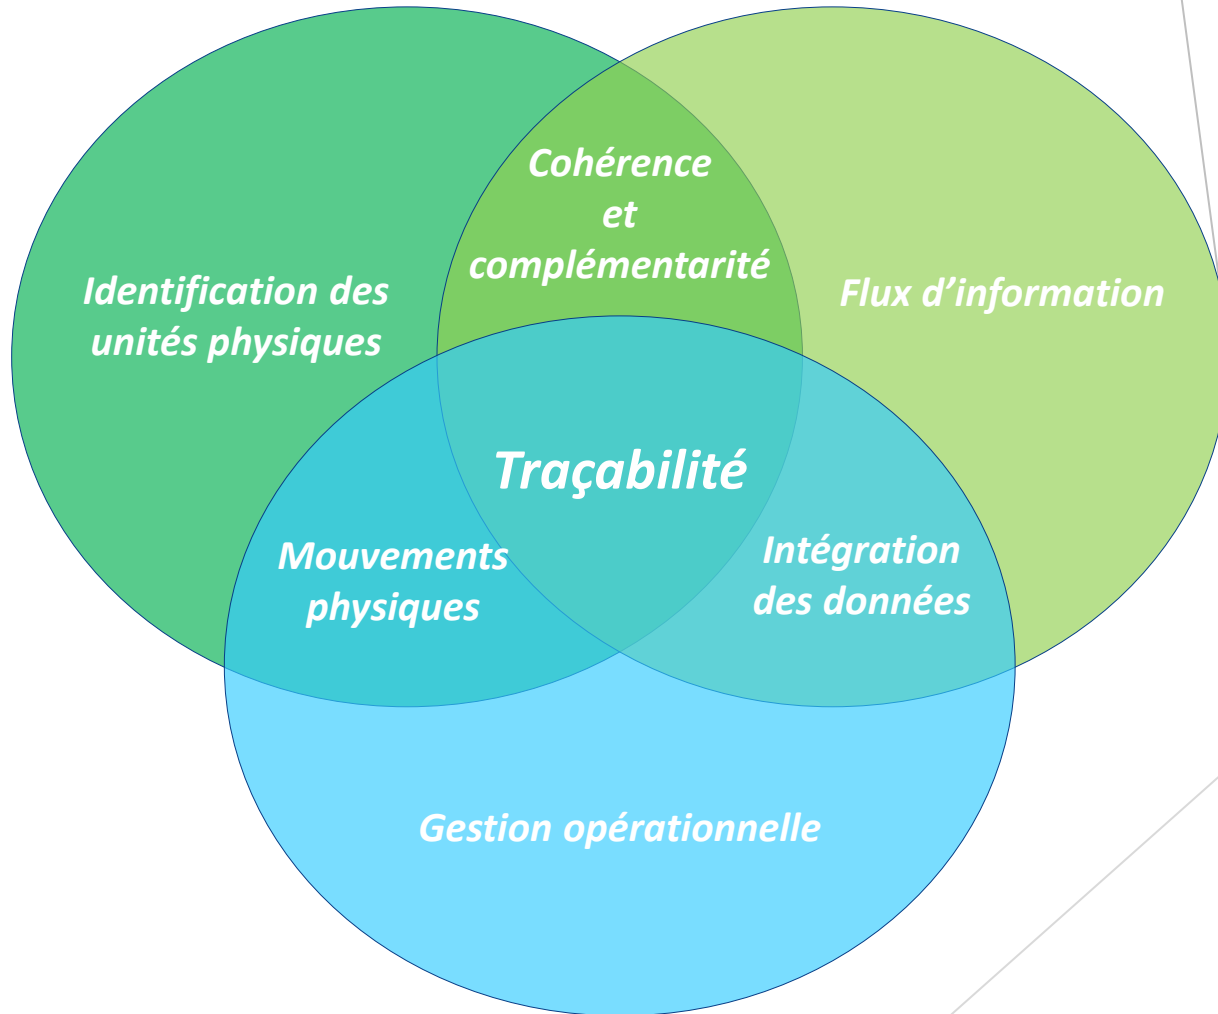 Cohérence
et
complémentarité
Identification des
unités physiques
Flux d’information
Traçabilité
Mouvements
physiques
Intégration
des données
Gestion opérationnelle